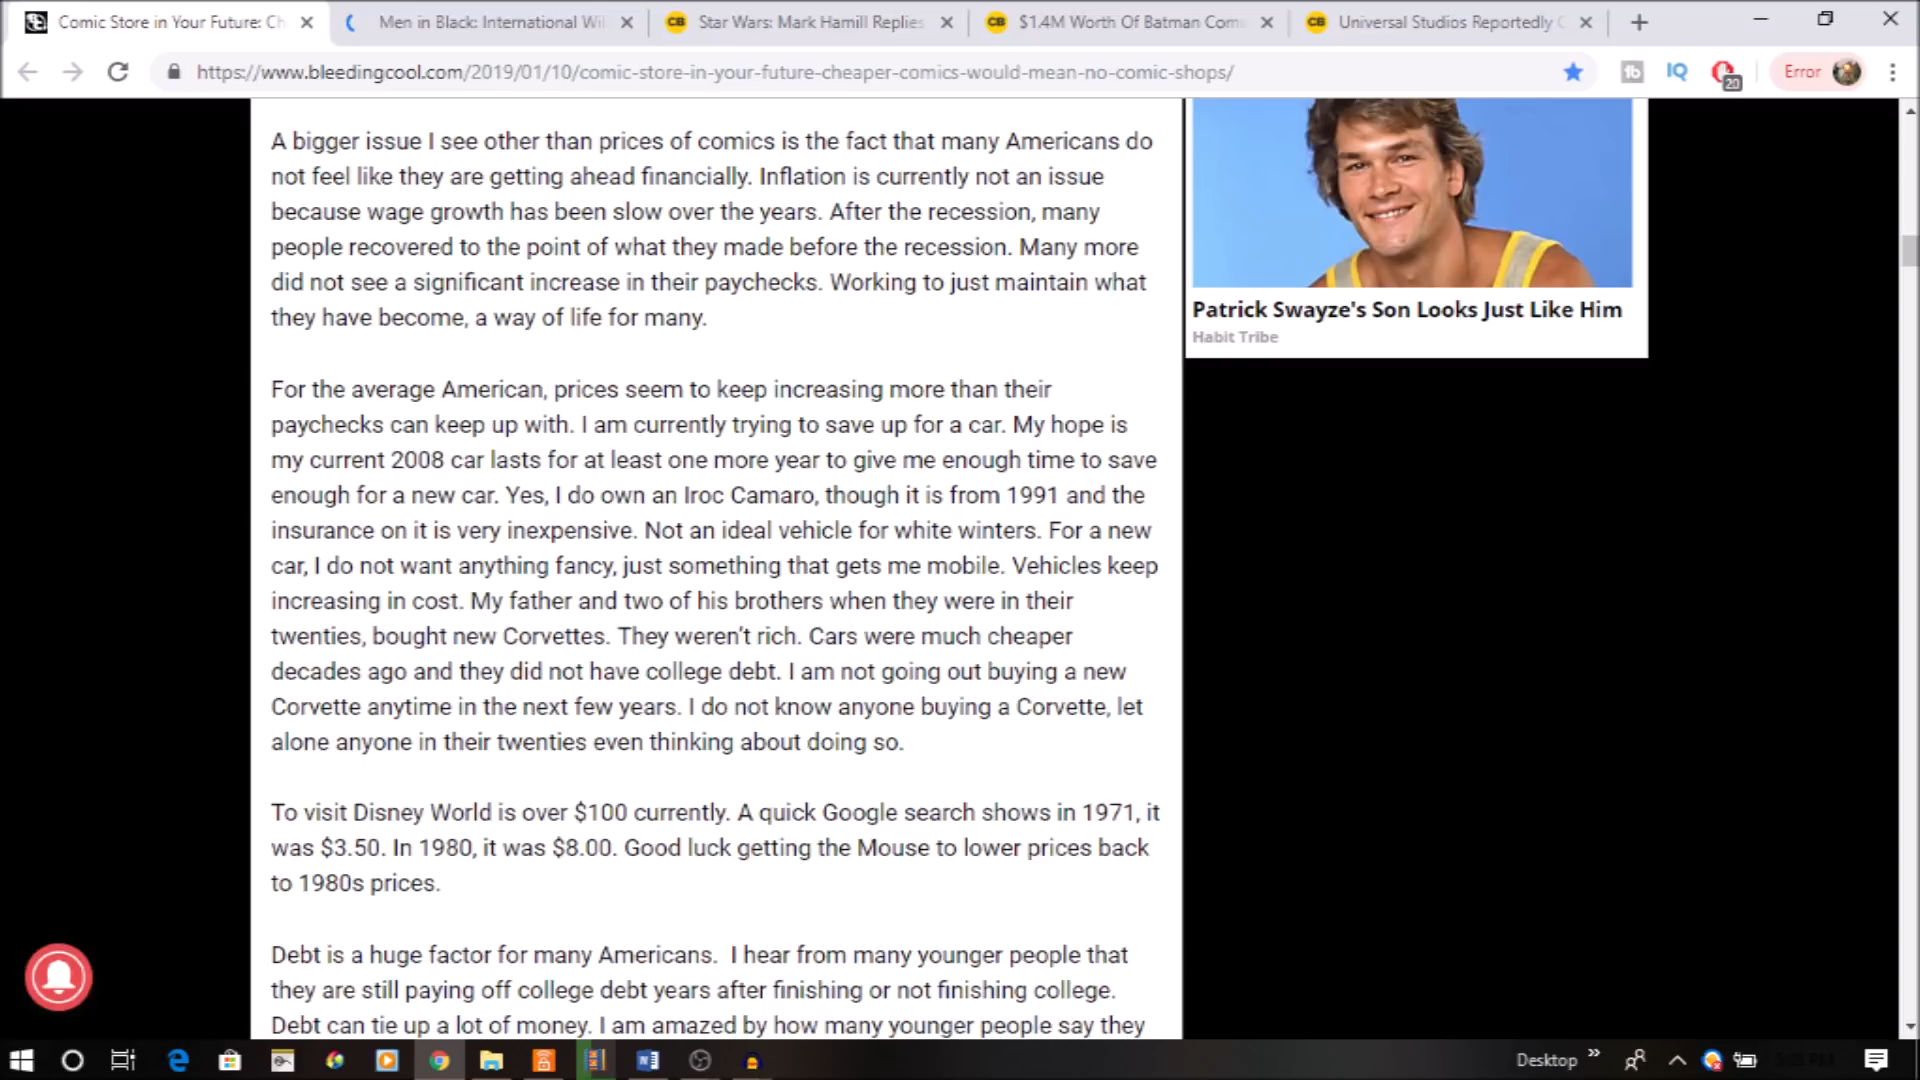 Comic Store in Your Future: Ch
Men in Black: International Wil
CB Star Wars: Mark Hamill Replies
CB $1.4M Worth Of Batman Com
CB Universal Studios Reportedly
https://www.bleedingcool.com/2019/01/10/comic-store-in-your-future-cheaper-comics-would-mean-no-comic-shops/
IQ
20
Error
A bigger issue I see other than prices of comics is the fact that many Americans do
not feel like they are getting ahead financially. Inflation is currently not an issue
because wage growth has been slow over the years. After the recession, many
people recovered to the point of what they made before the recession. Many more
did not see a significant increase in their paychecks. Working to just maintain what
they have become, a way of life for many.
For the average American, prices seem to keep increasing more than their
paychecks can keep up with. I am currently trying to save up for a car. My hope is
my current 2008 car lasts for at least one more year to give me enough time to save
enough for a new car. Yes, I do own an Iroc Camaro, though it is from 1991 and the
insurance on it is very inexpensive. Not an ideal vehicle for white winters. For a new
car, I do not want anything fancy, just something that gets me mobile. Vehicles keep
increasing in cost. My father and two of his brothers when they were in their
twenties, bought new Corvettes. They weren’t rich. Cars were much cheaper
decades ago and they did not have college debt. I am not going out buying a new
Corvette anytime in the next few years. I do not know anyone buying a Corvette, let
alone anyone in their twenties even thinking about doing so.
To visit Disney World is over $100 currently. A quick Google search shows in 1971, it
was $3.50. In 1980, it was $8.00. Good luck getting the Mouse to lower prices back
to 1980s prices.
Debt is a huge factor for many Americans.  I hear from many younger people that
they are still paying off college debt years after finishing or not finishing college.
Debt can tie up a lot of money. I am amazed by how many younger people say they
Patrick Swayze's Son Looks Just Like Him
Habit Tribe
Desktop